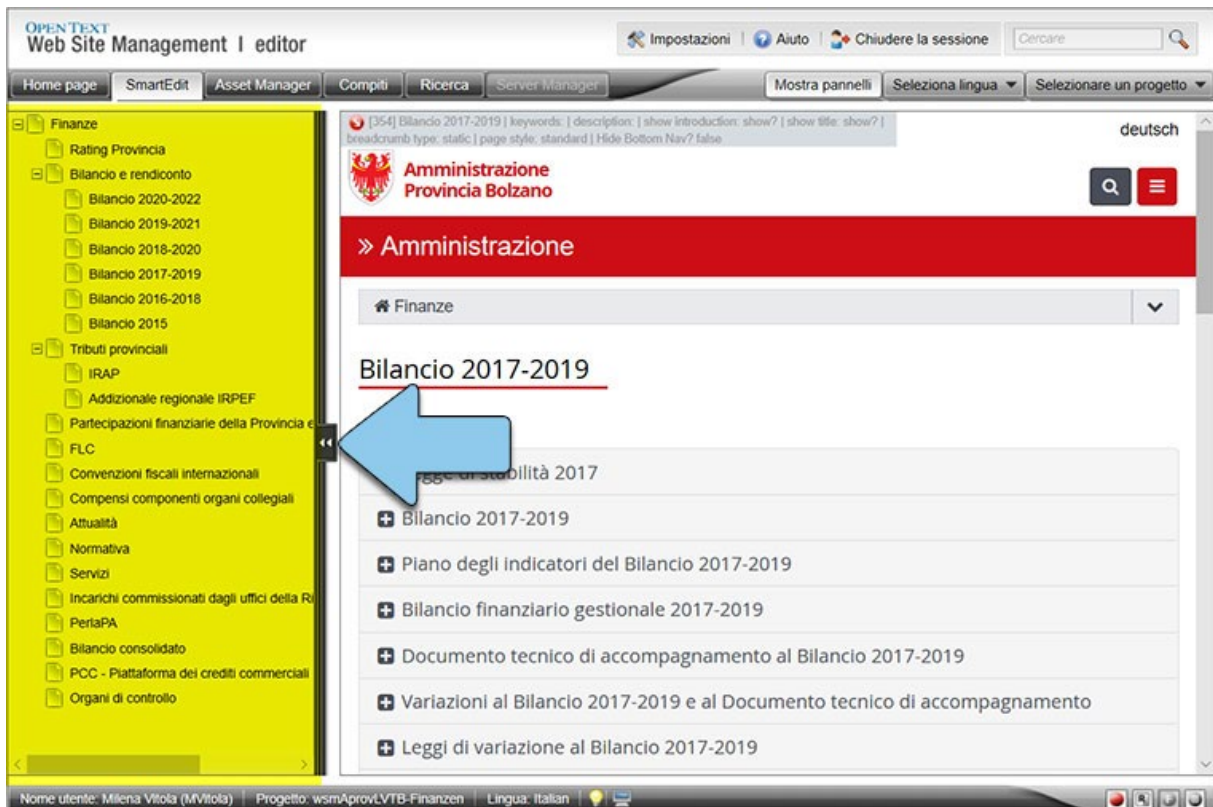 OPENTEXT
Web Site Management | editor
Impostazioni | Aiuto | Chiudere la sessione
Cercare
Home page SmartEdit Asset Manager Compiti Ricerca Server Manager Mostra pannelli Seleziona lingua Selezionare un progetto
Finanze
Rating Provincia
Bilancio e rendiconto
Bilancio 2020-2022
Bilancio 2019-2021
Bilancio 2018-2020
Bilancio 2017-2019
Bilancio 2016-2018
Bilancio 2015
Tributi provinciali
IRAP
Addizionale regionale IRPEF
Partecipazioni finanziarie della Provincia e
FLC
Convenzioni fiscali internazionali
Compensi componenti organi collegiali
Attualità
Normativa
Servizi
Incarichi commissionati dagli uffici della Ri
PerlaPA
Bilancio consolidato
PCC - Piattaforma dei crediti commerciali
Organi di controllo
[354] Bilancio 2017-2019 | keywords: | description: | show introduction: show? | show title: show? |
breadcrumb type: static | page style: standard | Hide Bottom Nav? false
deutsch
Amministrazione
Provincia Bolzano
» Amministrazione
Finanze
Bilancio 2017-2019
stabilità 2017
Bilancio 2017-2019
Piano degli indicatori del Bilancio 2017-2019
Bilancio finanziario gestionale 2017-2019
Documento tecnico di accompagnamento al Bilancio 2017-2019
Variazioni al Bilancio 2017-2019 e al Documento tecnico di accompagnamento
Leggi di variazione al Bilancio 2017-2019
Nome utente: Milena Vitola (MVitola) Progetto: wsmAprovLVTB-Finanzen Lingua: Italian